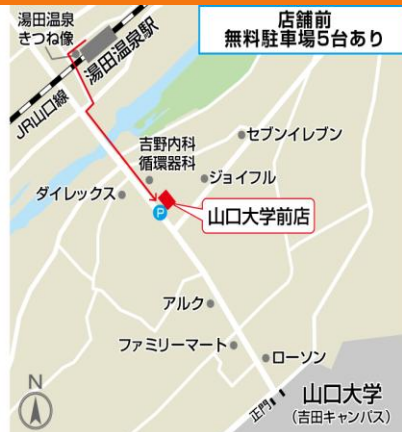 店舗前
無料駐車場5台あり
湯田温泉
きつね像
湯田温泉駅
JR山口線
吉野内科
循環器科
セブンイレブン
ジョイフル
ダイレックス
P
山口大学前店
アルク
ファミリーマート
ローソン
N
正門
山口大学
(吉田キャンパス)